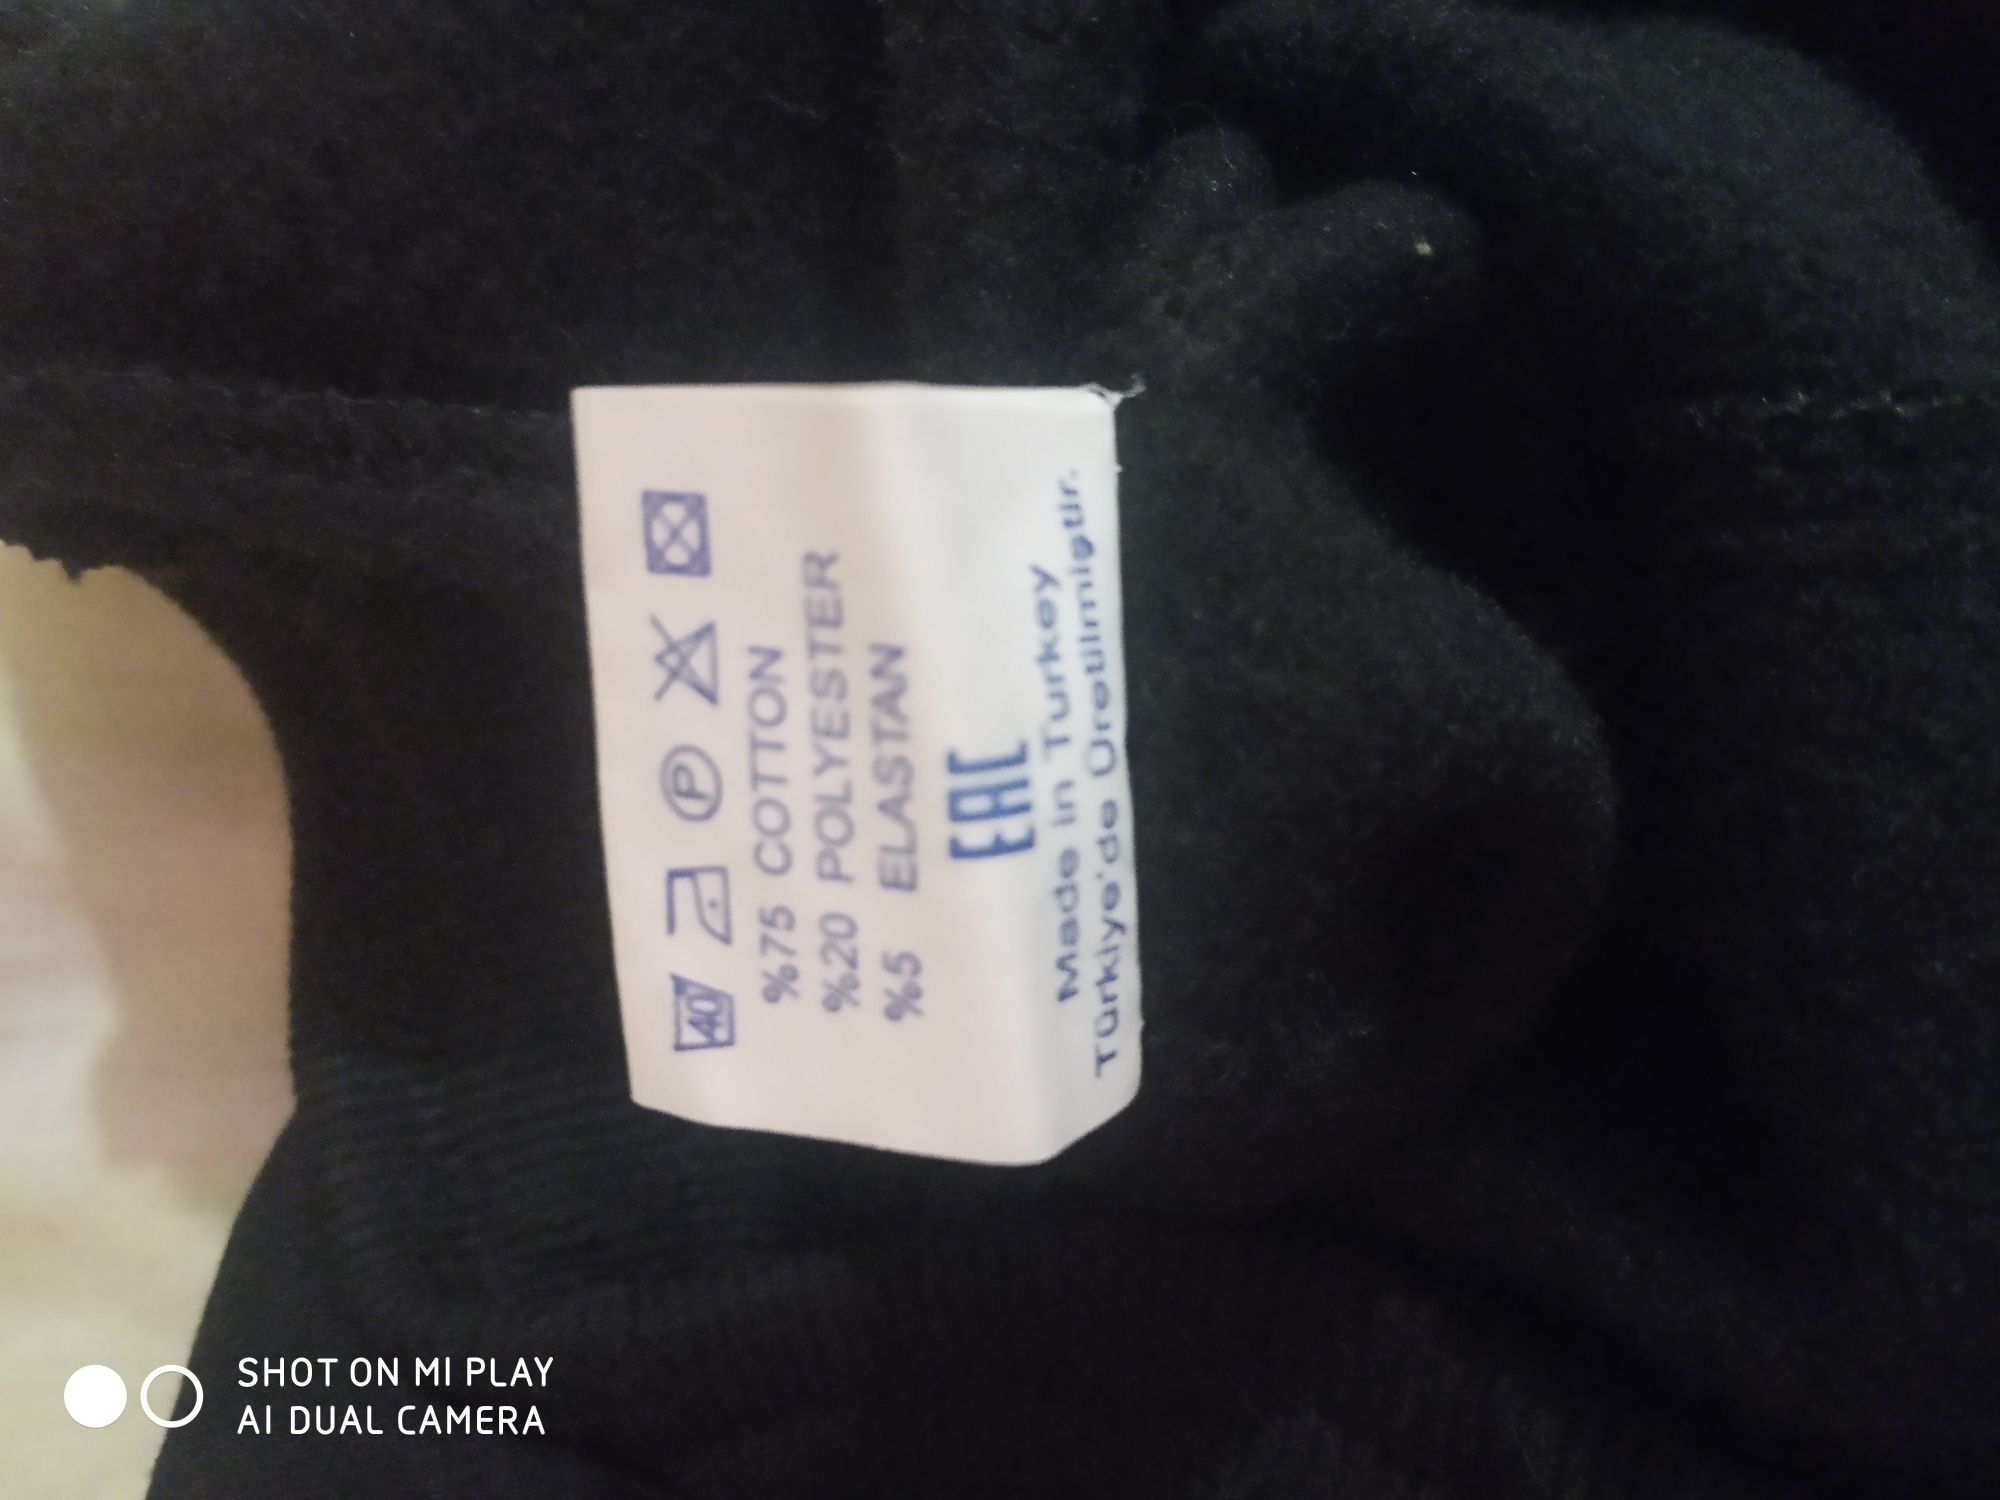 40 P
%75 COTTON
%20 POLYESTER
%5 ELASTAN
EAC
Made in Turkey
Türkiye'de Üretilmiştir.
SHOT ON MI PLAY
AI DUAL CAMERA